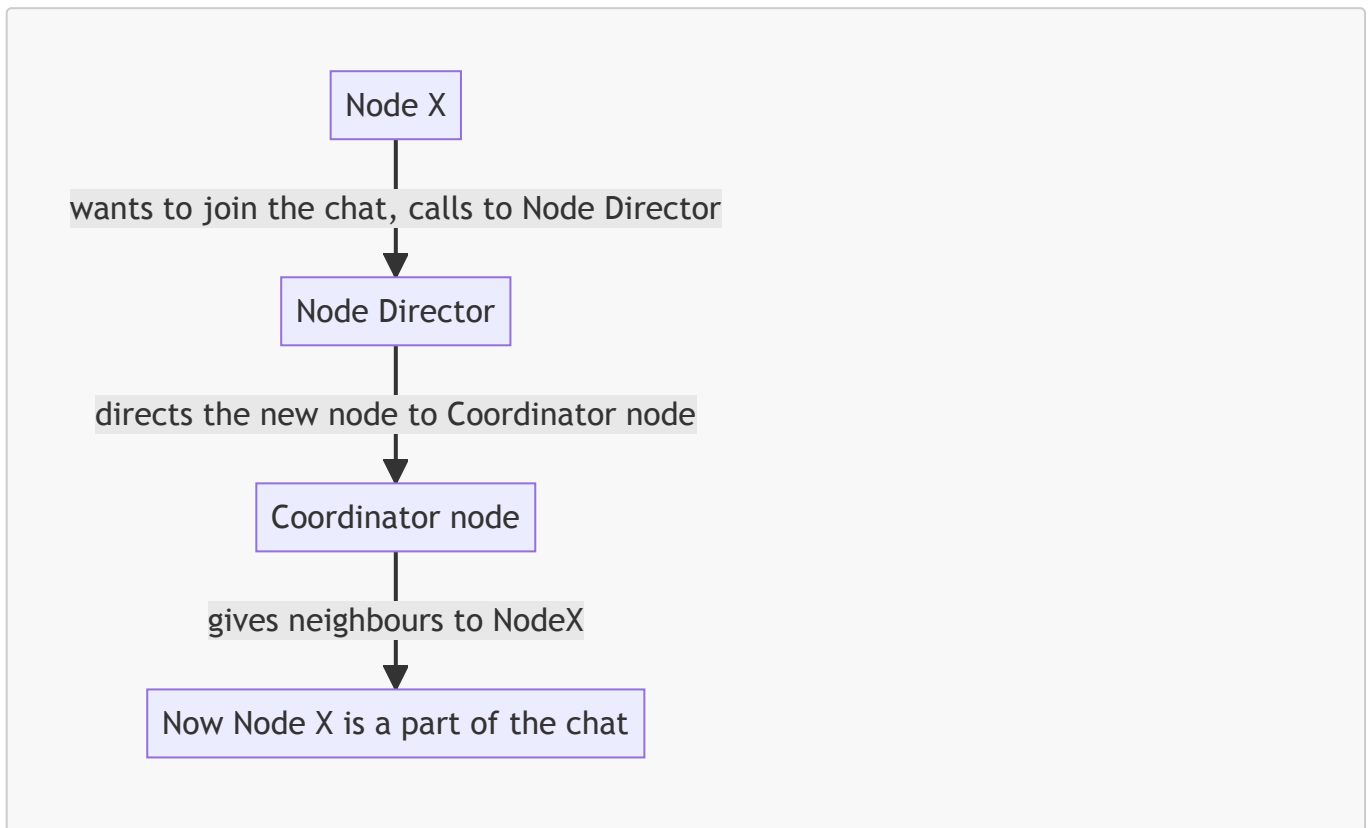 Node X
wants to join the chat, calls to Node Director
Node Director
directs the new node to Coordinator node
Coordinator node
gives neighbours to NodeX
Now Node X is a part of the chat